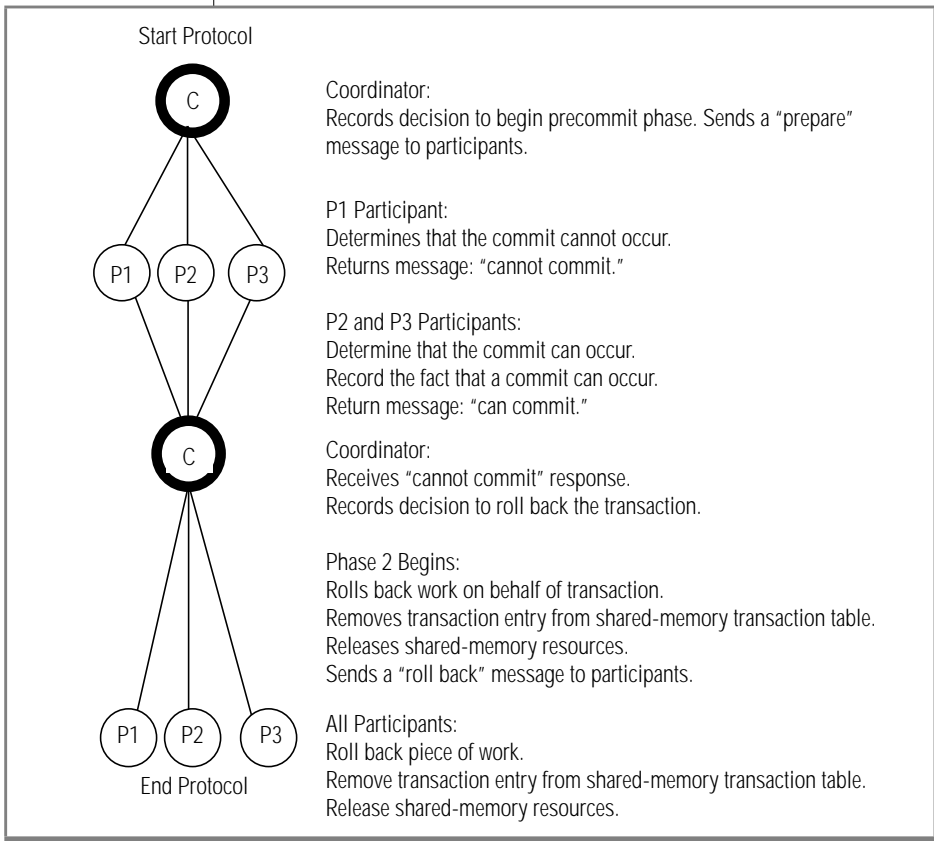 Start Protocol
C
Coordinator:
Records decision to begin precommit phase. Sends a “prepare”
message to participants.
P1 Participant:
Determines that the commit cannot occur.
Returns message: “cannot commit.”
P1 P2 P3
P2 and P3 Participants:
Determine that the commit can occur.
Record the fact that a commit can occur.
Return message: “can commit.”
C
Coordinator:
Receives “cannot commit” response.
Records decision to roll back the transaction.
Phase 2 Begins:
Rolls back work on behalf of transaction.
Removes transaction entry from shared-memory transaction table.
Releases shared-memory resources.
Sends a “roll back” message to participants.
P1 P2 P3
End Protocol
All Participants:
Roll back piece of work.
Remove transaction entry from shared-memory transaction table.
Release shared-memory resources.